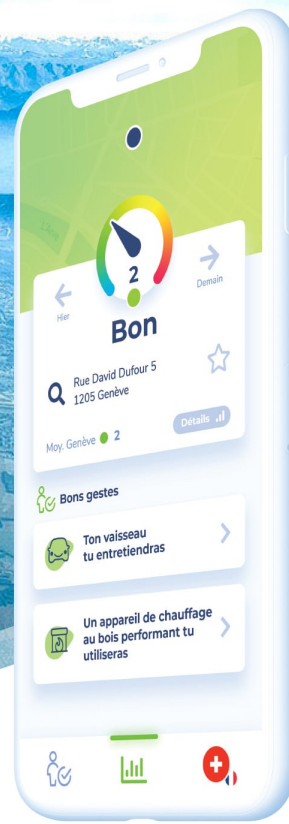 L'Arve
2
Hier
Demain
Bon
Rue David Dufour 5
1205 Genève
Moy. Genève 2
Détails
Bons gestes
Ton vaisseau
tu entretiendras
Un appareil de chauffage
au bois performant tu
utiliseras